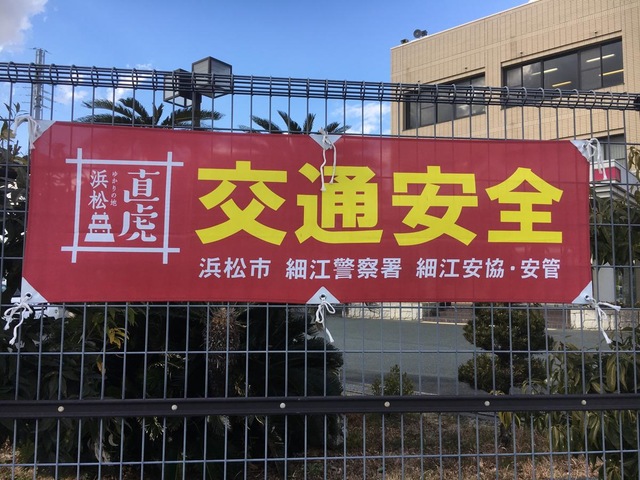 直虎
ゆかりの地
浜松
交通安全
浜松市 細江警察署 細江安協・安管